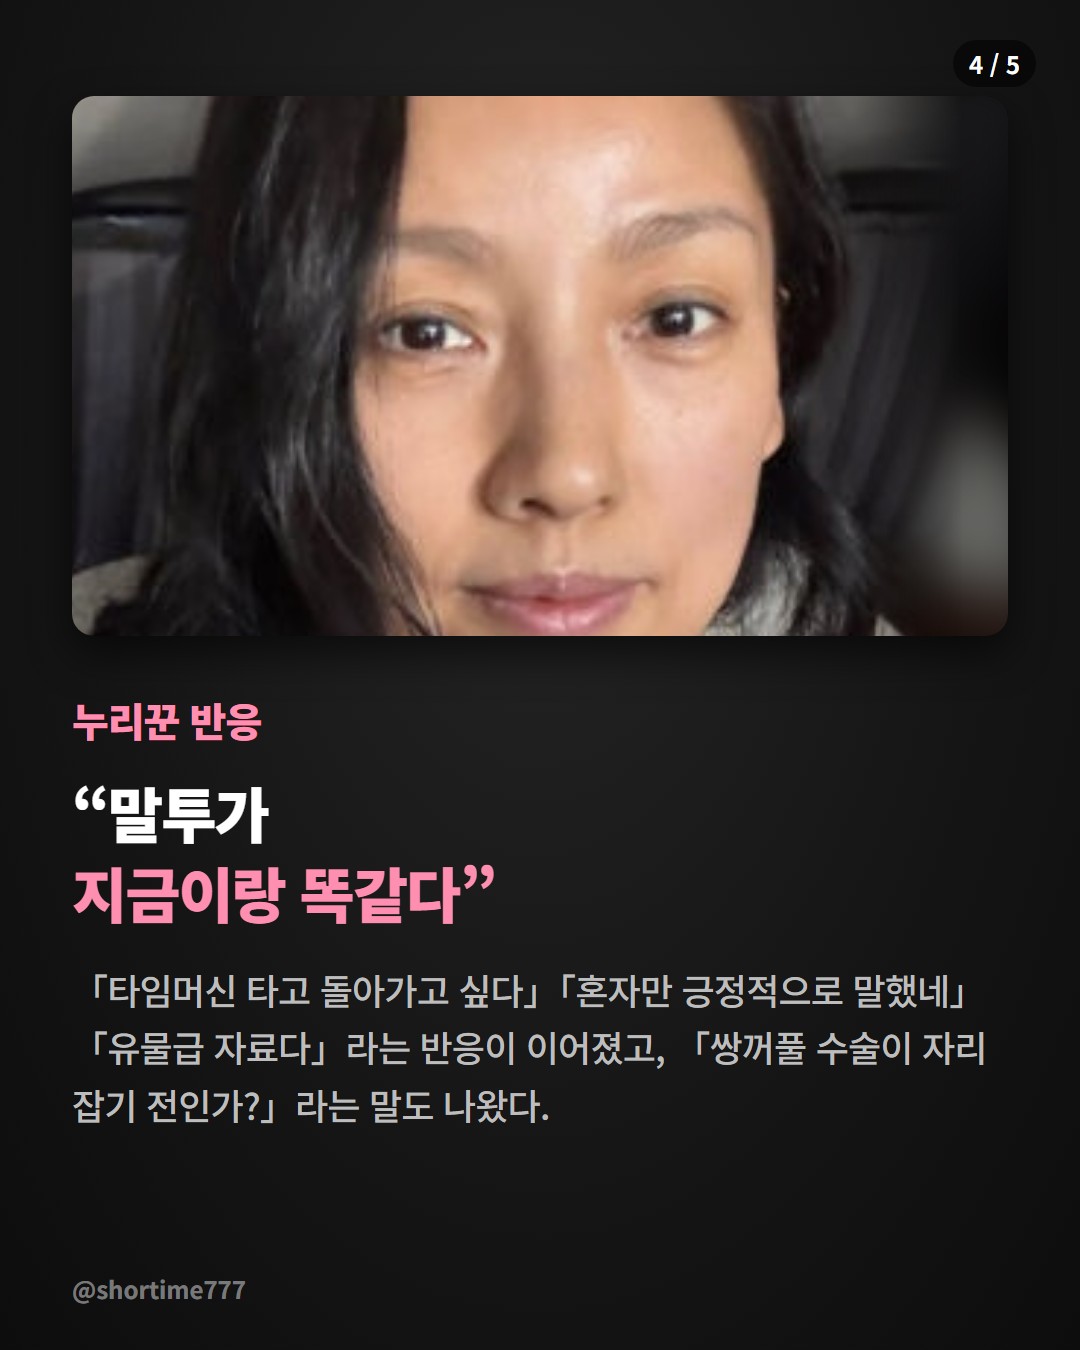 4 / 5
누리꾼 반응
“말투가
지금이랑 똑같다”
「타임머신 타고 돌아가고 싶다」「혼자만 긍정적으로 말했네」
「유물급 자료다」라는 반응이 이어졌고, 「쌍꺼풀 수술이 자리
잡기 전인가?」라는 말도 나왔다.
@shortime777